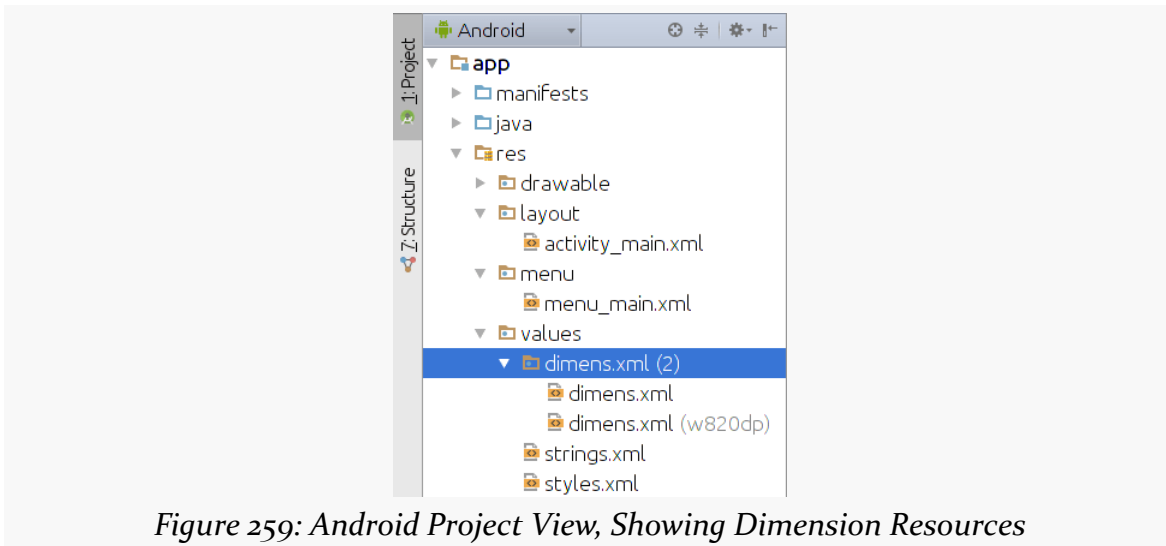 Android
1: Project
7: Structure
app
manifests
java
res
drawable
layout
activity_main.xml
menu
menu_main.xml
values
dimens.xml (2)
dimens.xml
dimens.xml (w820dp)
strings.xml
styles.xml
Figure 259: Android Project View, Showing Dimension Resources